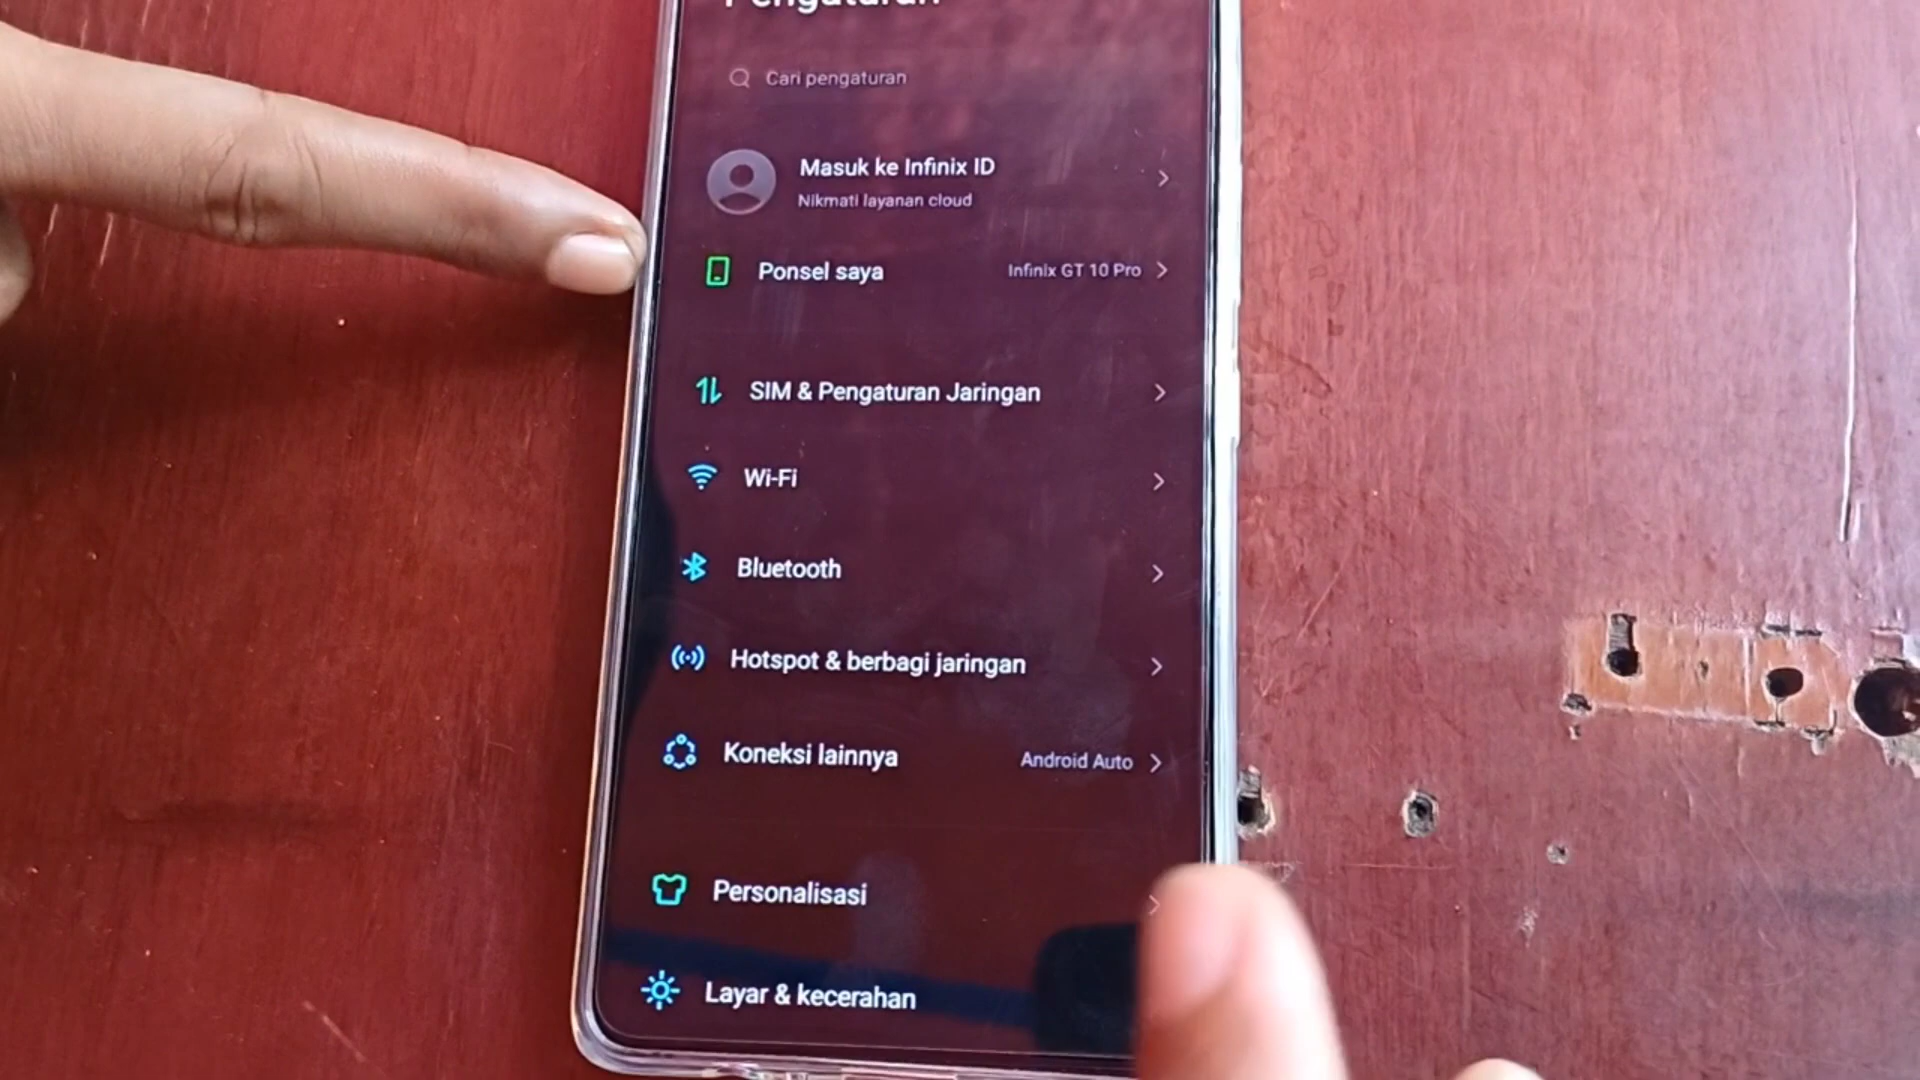 Pengaturan
Cari pengaturan
Masuk ke Infinix ID
Nikmati layanan cloud
Ponsel saya Infinix GT 10 Pro
SIM & Pengaturan Jaringan
Wi-Fi
Bluetooth
Hotspot & berbagi jaringan
Koneksi lainnya Android Auto
Personalisasi
Layar & kecerahan